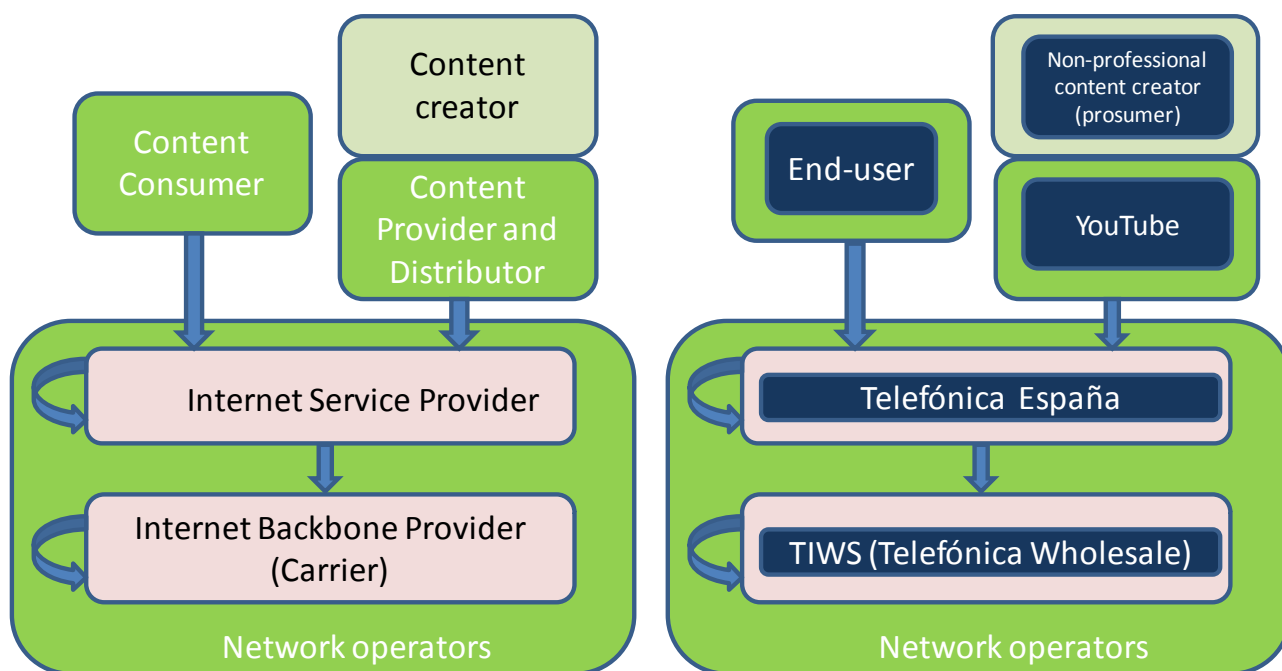 Content
creator
Content
Consumer
Content
Provider and
Distributor
Internet Service Provider
Internet Backbone Provider
(Carrier)
Network operators
Non-professional
content creator
(prosumer)
End-user
YouTube
Telefónica España
TIWS (Telefónica Wholesale)
Network operators